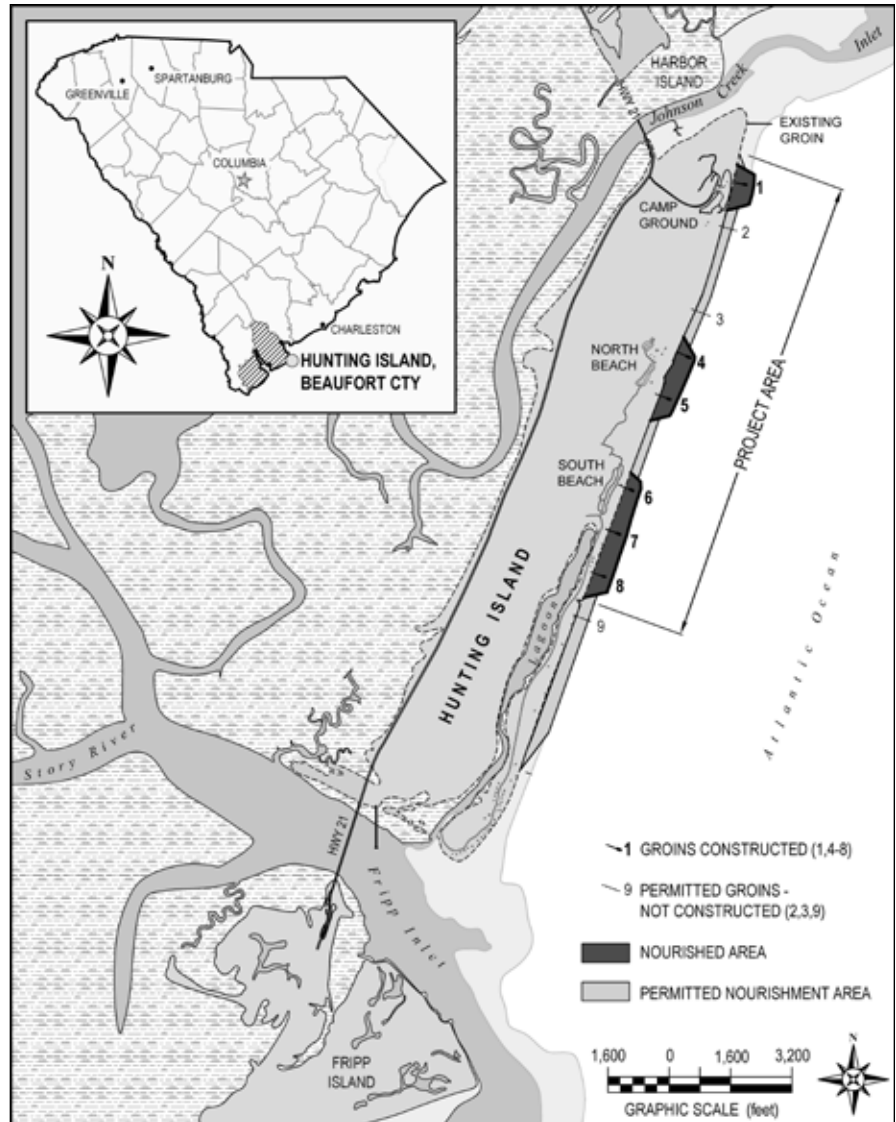 N
SPARTANBURG
GREENVILLE
COLUMBIA
CHARLESTON
HUNTING ISLAND,
BEAUFORT CTY
HARBOR
ISLAND
HWY 21
Johnson Creek
Inlet
EXISTING
GROIN
CAMP
GROUND
1
2
3
NORTH
BEACH
4
5
PROJECT AREA
SOUTH
BEACH
6
7
8
9
HUNTING ISLAND
Lagoon
Atlantic Ocean
Story River
HWY 21
Fripp Inlet
FRIPP
ISLAND
1 GROINS CONSTRUCTED (1,4-8)
9 PERMITTED GROINS -
NOT CONSTRUCTED (2,3,9)
NOURISHED AREA
PERMITTED NOURISHMENT AREA
1,600 0 1,600 3,200
GRAPHIC SCALE (feet)
N